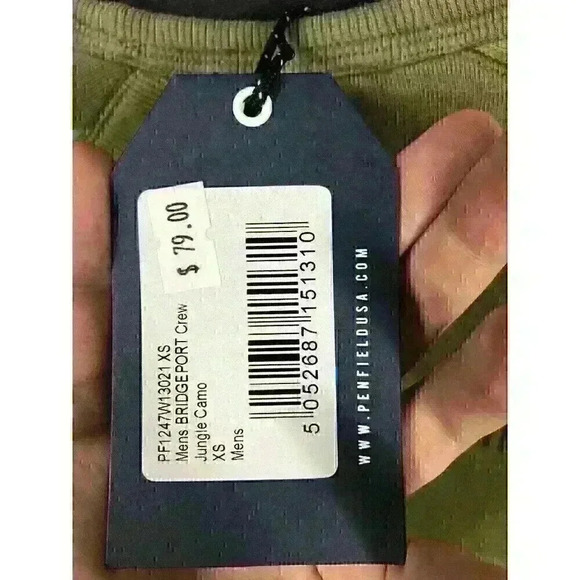 $ 79.00
PF1247W13021 XS
Mens BRIDGEPORT Crew
Jungle Camo
XS
Mens
5 052687 151310
WWW.PENFIELDUSA.COM